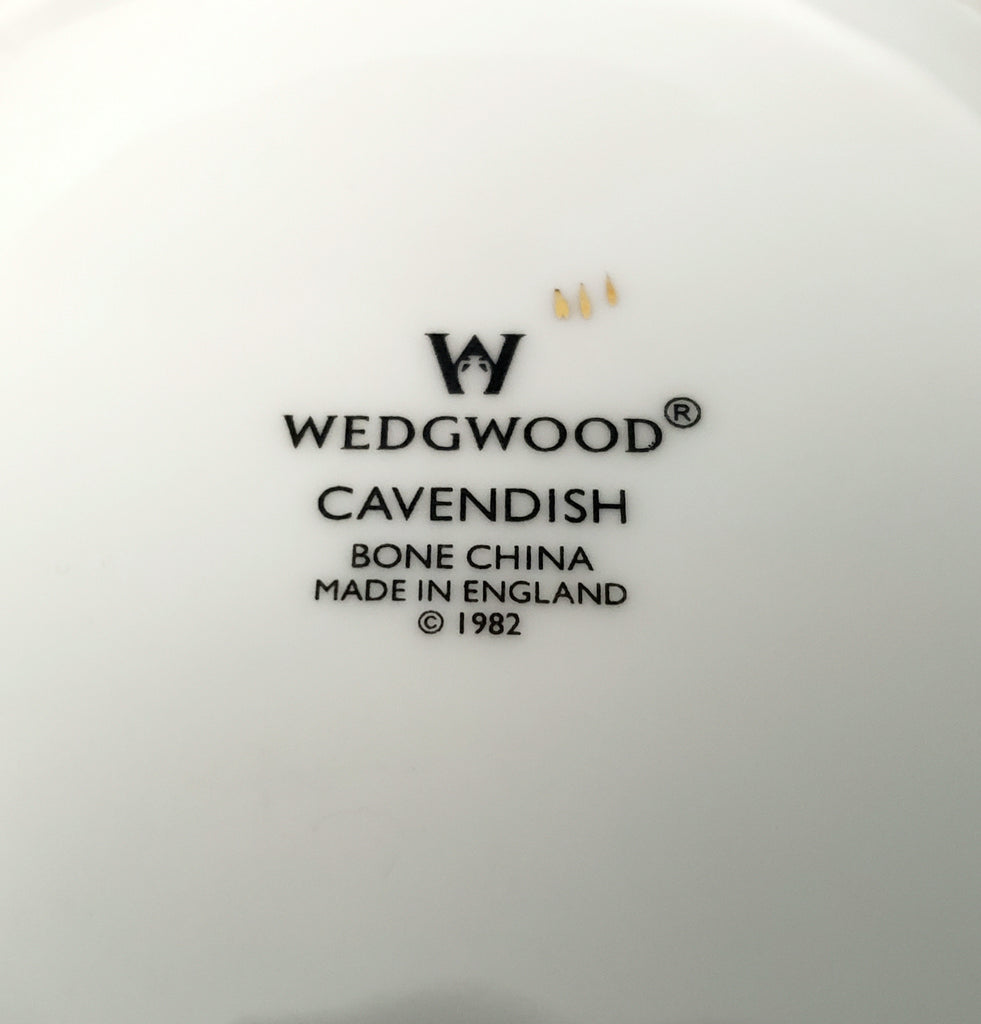 W
WEDGWOOD®
CAVENDISH
BONE CHINA
MADE IN ENGLAND
© 1982